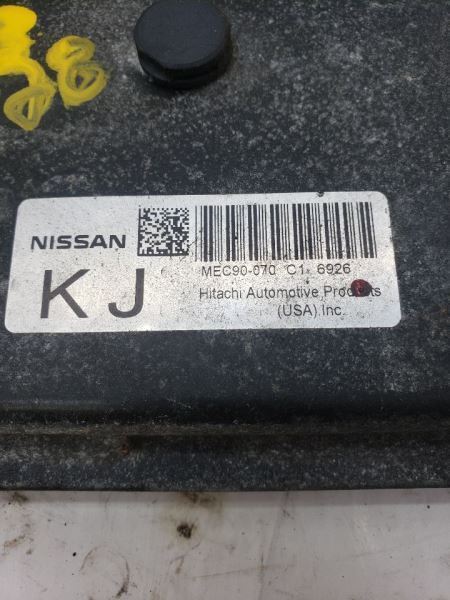 NISSAN
KJ
MEC90-070 C1 6926
Hitachi Automotive Products
(USA) Inc.